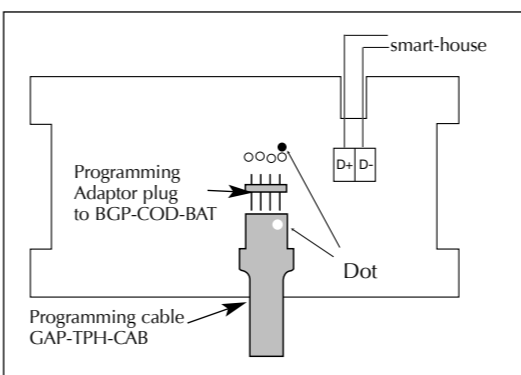 smart-house
D+ D-
Programming
Adaptor plug
to BGP-COD-BAT
Dot
Programming cable
GAP-TPH-CAB